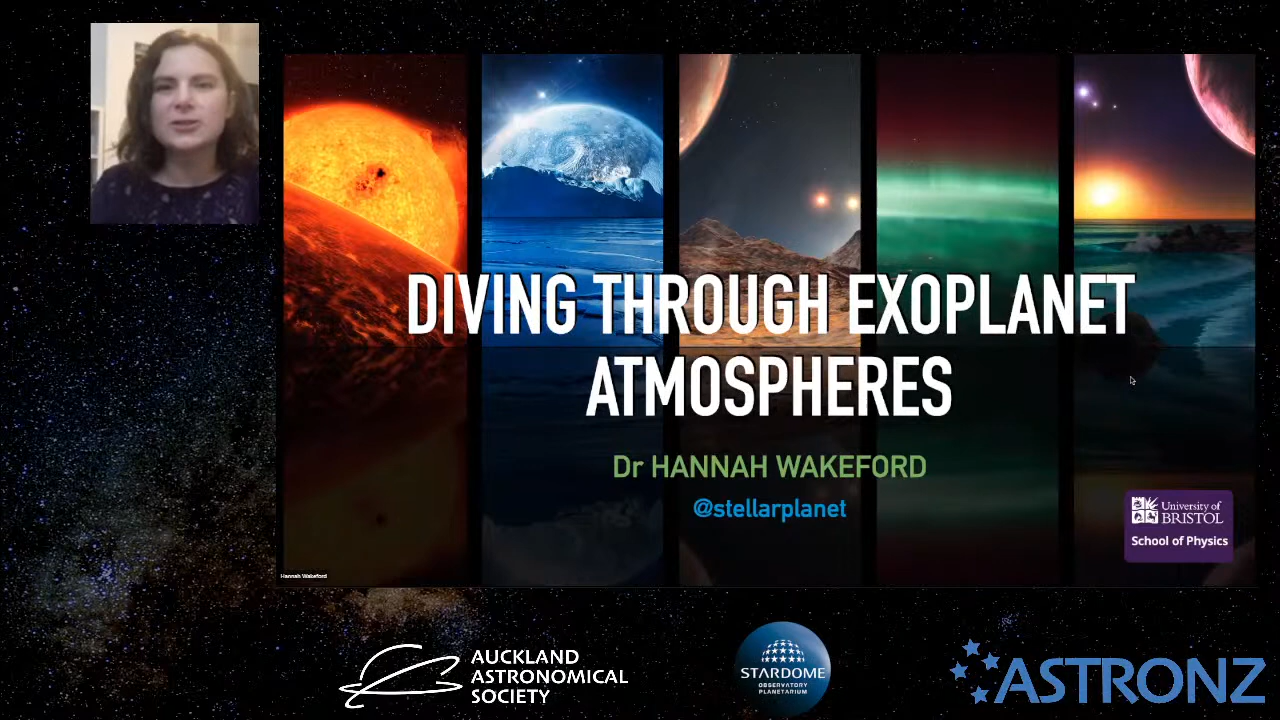 DIVING THROUGH EXOPLANET
ATMOSPHERES
Dr HANNAH WAKEFORD
@stellarplanet
University of
BRISTOL
School of Physics
Hannah Wakeford
AUCKLAND
ASTRONOMICAL
SOCIETY
STARDOME
OBSERVATORY
PLANETARIUM
ASTRONZ